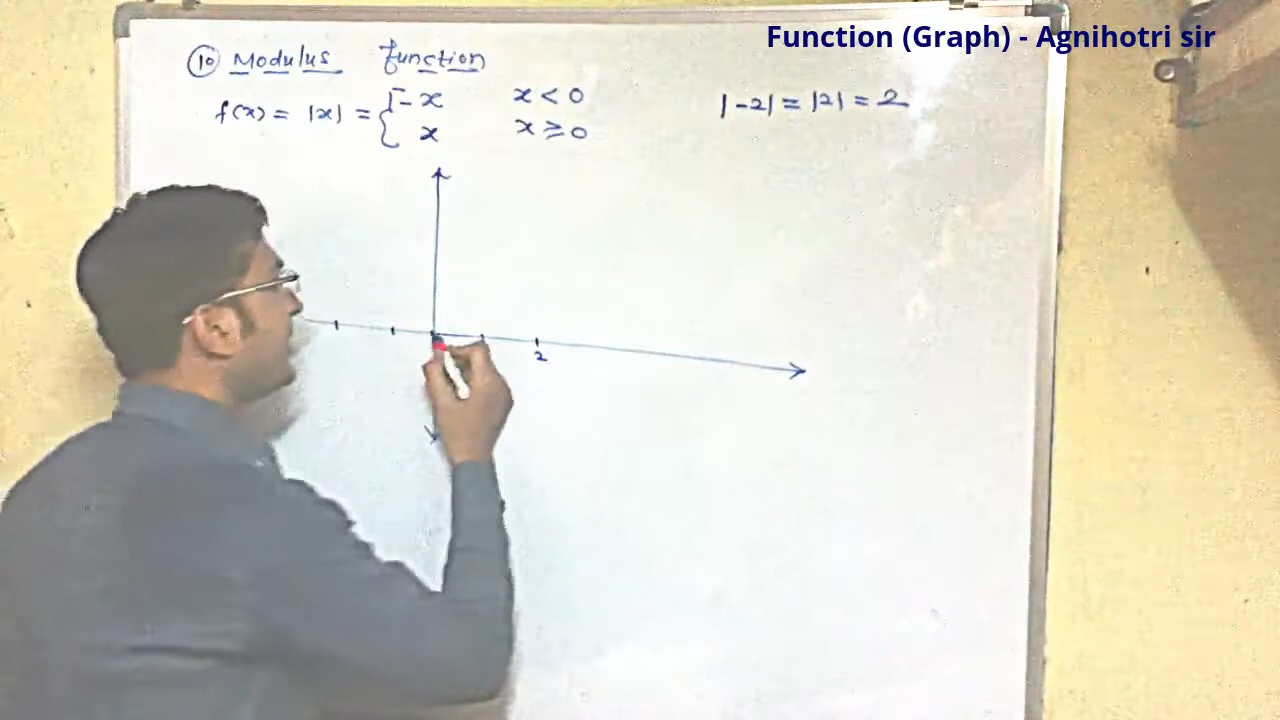 Function (Graph) - Agnihotri sir
10 Modulus function
f(x) = |x| = { -x x < 0
x x ≥ 0
|-2| = |2| = 2
2